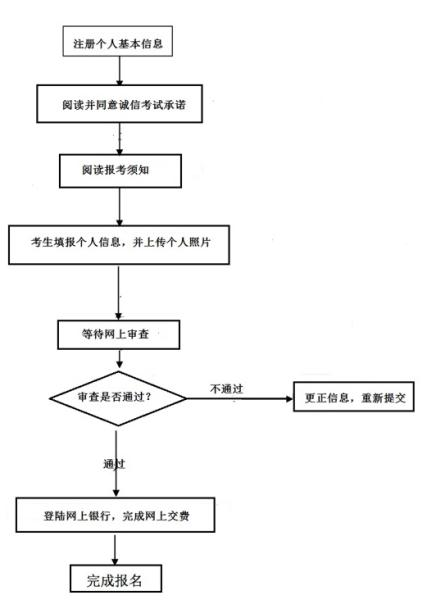 注册个人基本信息
阅读并同意诚信考试承诺
阅读报考须知
考生填报个人信息，并上传个人照片
等待网上审查
审查是否通过？
不通过
更正信息，重新提交
通过
登陆网上银行，完成网上交费
完成报名